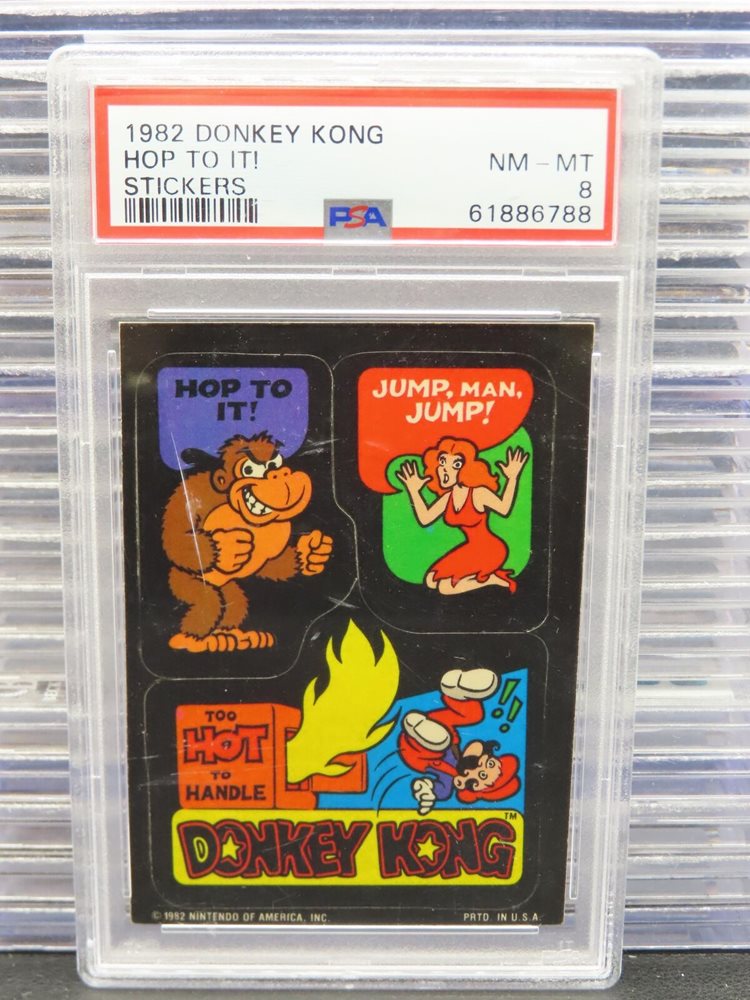 1982 DONKEY KONG
HOP TO IT!
STICKERS
NM - MT
8
PSA
61886788
HOP TO
IT!
JUMP, MAN,
JUMP!
TOO
HOT
TO
HANDLE
!!
DONKEY KONG™
© 1982 NINTENDO OF AMERICA, INC.
PRTD. IN U.S.A.